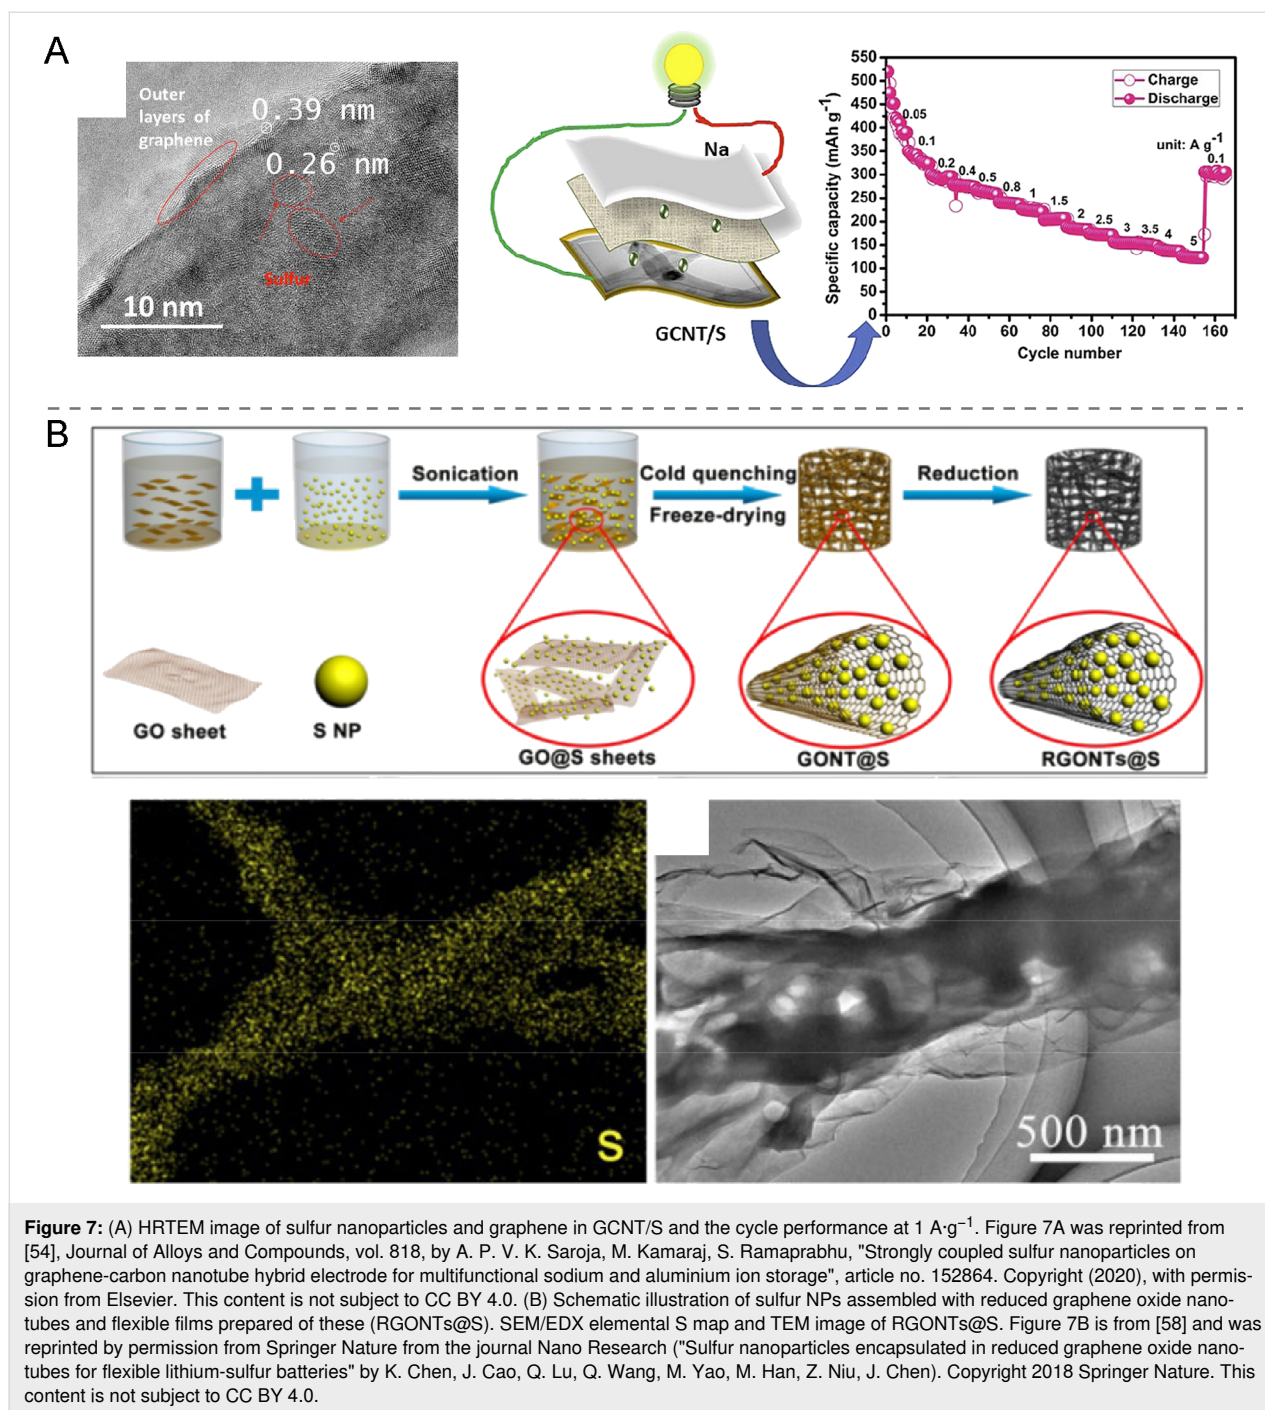 A
Outer
layers of
graphene
0.39 nm
0.26 nm
Sulfur
10 nm
Na
GCNT/S
Specific capacity (mAh g⁻¹)
550
500
450
400
350
300
250
200
150
100
50
0
0 20 40 60 80 100 120 140 160
Cycle number
Charge
Discharge
unit: A g⁻¹
0.05
0.1
0.2
0.4
0.5
0.8
1
1.5
2
2.5
3
3.5
4
5
0.1
B
Sonication
Cold quenching
Freeze-drying
Reduction
GO sheet
S NP
GO@S sheets
GONT@S
RGONTs@S
S
500 nm
Figure 7: (A) HRTEM image of sulfur nanoparticles and graphene in GCNT/S and the cycle performance at 1 A·g⁻¹. Figure 7A was reprinted from
[54], Journal of Alloys and Compounds, vol. 818, by A. P. V. K. Saroja, M. Kamaraj, S. Ramaprabhu, "Strongly coupled sulfur nanoparticles on
graphene-carbon nanotube hybrid electrode for multifunctional sodium and aluminium ion storage", article no. 152864. Copyright (2020), with permis-
sion from Elsevier. This content is not subject to CC BY 4.0. (B) Schematic illustration of sulfur NPs assembled with reduced graphene oxide nano-
tubes and flexible films prepared of these (RGONTs@S). SEM/EDX elemental S map and TEM image of RGONTs@S. Figure 7B is from [58] and was
reprinted by permission from Springer Nature from the journal Nano Research ("Sulfur nanoparticles encapsulated in reduced graphene oxide nano-
tubes for flexible lithium-sulfur batteries" by K. Chen, J. Cao, Q. Lu, Q. Wang, M. Yao, M. Han, Z. Niu, J. Chen). Copyright 2018 Springer Nature. This
content is not subject to CC BY 4.0.